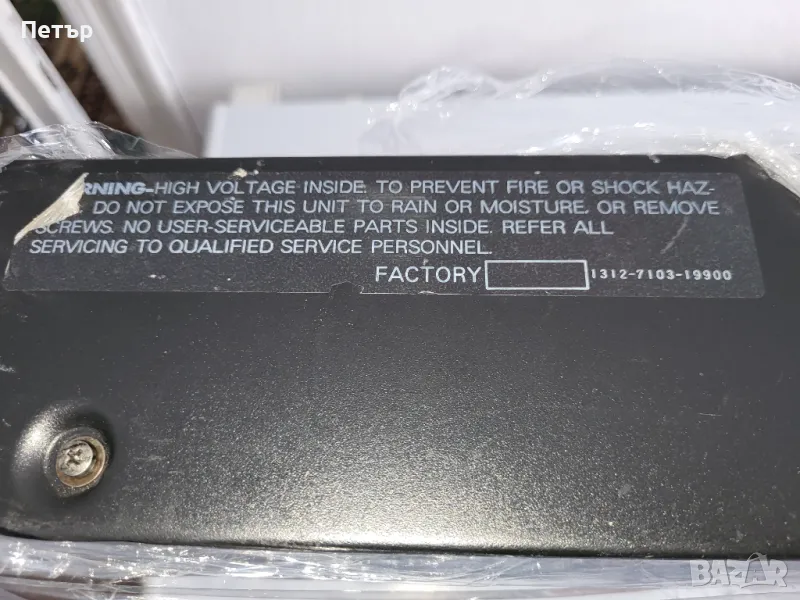 Петър
RNING-HIGH VOLTAGE INSIDE. TO PREVENT FIRE OR SHOCK HAZ-
DO NOT EXPOSE THIS UNIT TO RAIN OR MOISTURE. OR REMOVE
SCREWS. NO USER-SERVICEABLE PARTS INSIDE. REFER ALL
SERVICING TO QUALIFIED SERVICE PERSONNEL.
FACTORY 1312-7103-19900
BAZAR